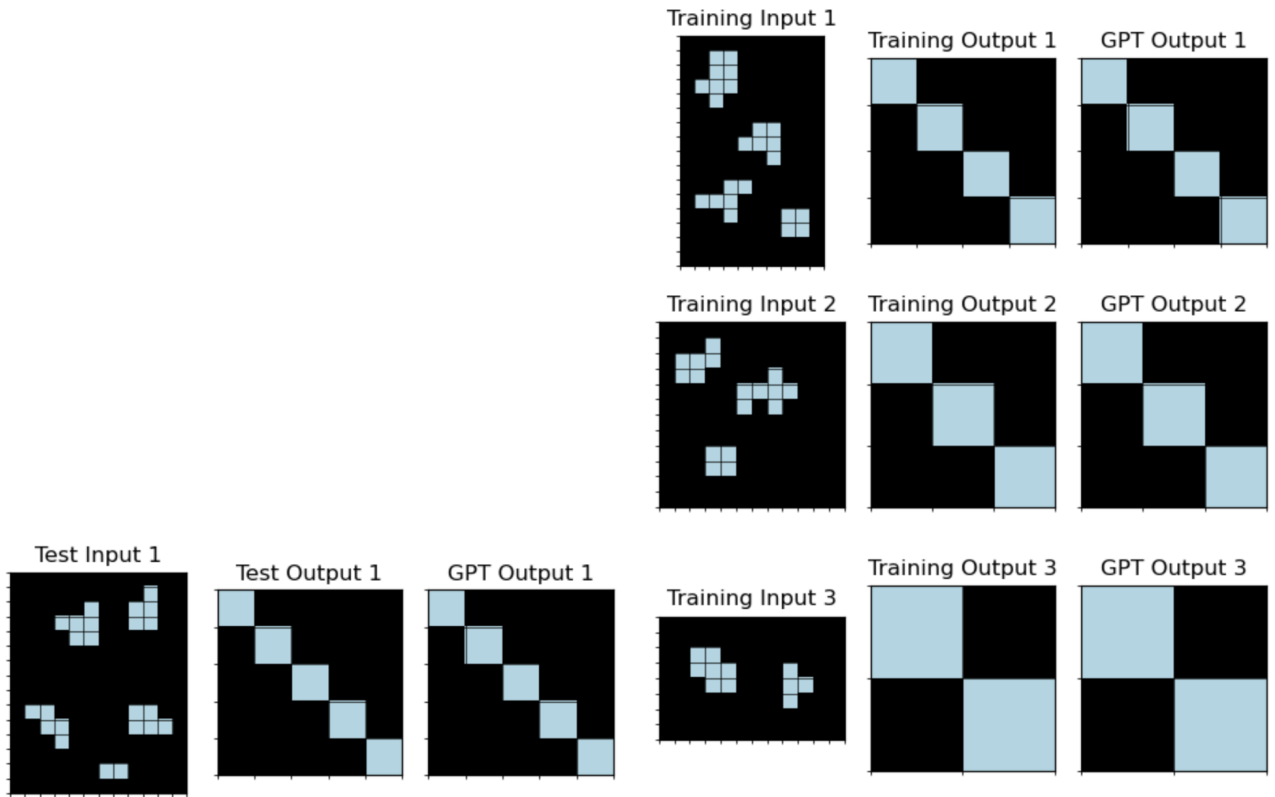 Training Input 1
Training Output 1
GPT Output 1
Training Input 2
Training Output 2
GPT Output 2
Test Input 1
Test Output 1
GPT Output 1
Training Input 3
Training Output 3
GPT Output 3